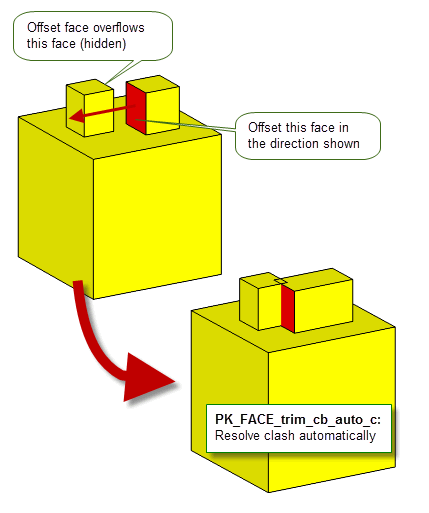 Offset face overflows
this face (hidden)
Offset this face in
the direction shown
PK_FACE_trim_cb_auto_c:
Resolve clash automatically